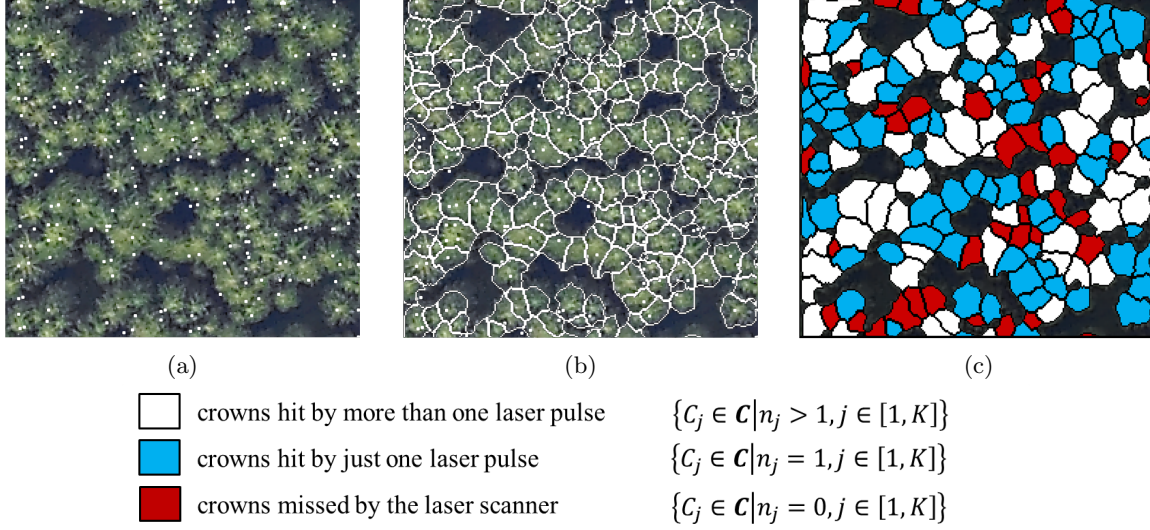 (a) (b) (c)
crowns hit by more than one laser pulse {C_j ∈ C|n_j > 1, j ∈ [1, K]}
crowns hit by just one laser pulse {C_j ∈ C|n_j = 1, j ∈ [1, K]}
crowns missed by the laser scanner {C_j ∈ C|n_j = 0, j ∈ [1, K]}